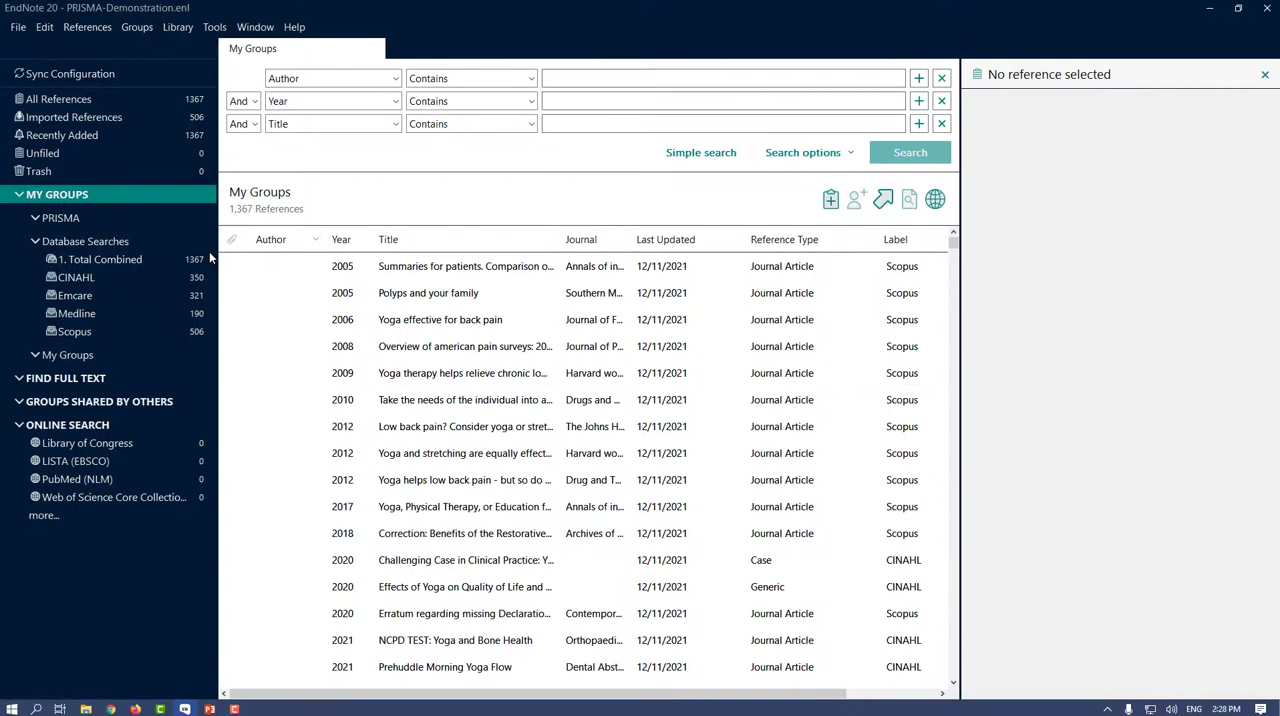 EndNote 20 - PRISMA-Demonstration.enl
File Edit References Groups Library Tools Window Help
Sync Configuration
All References 1367
Imported References 506
Recently Added 1367
Unfiled 0
Trash 0
MY GROUPS
PRISMA
Database Searches
1. Total Combined 1367
CINAHL 350
Emcare 321
Medline 190
Scopus 506
My Groups
FIND FULL TEXT
GROUPS SHARED BY OTHERS
ONLINE SEARCH
Library of Congress 0
LISTA (EBSCO) 0
PubMed (NLM) 0
Web of Science Core Collectio... 0
more...
My Groups
Author Contains
And Year Contains
And Title Contains
Simple search Search options Search
My Groups
1,367 References
Author Year Title Journal Last Updated Reference Type Label
2005 Summaries for patients. Comparison o... Annals of in... 12/11/2021 Journal Article Scopus
2005 Polyps and your family Southern M... 12/11/2021 Journal Article Scopus
2006 Yoga effective for back pain Journal of F... 12/11/2021 Journal Article Scopus
2008 Overview of american pain surveys: 20... Journal of P... 12/11/2021 Journal Article Scopus
2009 Yoga therapy helps relieve chronic lo... Harvard wo... 12/11/2021 Journal Article Scopus
2010 Take the needs of the individual into a... Drugs and ... 12/11/2021 Journal Article Scopus
2012 Low back pain? Consider yoga or stret... The Johns H... 12/11/2021 Journal Article Scopus
2012 Yoga and stretching are equally effect... Harvard wo... 12/11/2021 Journal Article Scopus
2012 Yoga helps low back pain - but so do ... Drug and T... 12/11/2021 Journal Article Scopus
2017 Yoga, Physical Therapy, or Education f... Annals of in... 12/11/2021 Journal Article Scopus
2018 Correction: Benefits of the Restorative... Archives of ... 12/11/2021 Journal Article Scopus
2020 Challenging Case in Clinical Practice: Y... 12/11/2021 Case CINAHL
2020 Effects of Yoga on Quality of Life and ... 12/11/2021 Generic CINAHL
2020 Erratum regarding missing Declaratio... Contempor... 12/11/2021 Journal Article Scopus
2021 NCPD TEST: Yoga and Bone Health Orthopaedi... 12/11/2021 Journal Article CINAHL
2021 Prehuddle Morning Yoga Flow Dental Abst... 12/11/2021 Journal Article CINAHL
No reference selected
ENG 2:28 PM